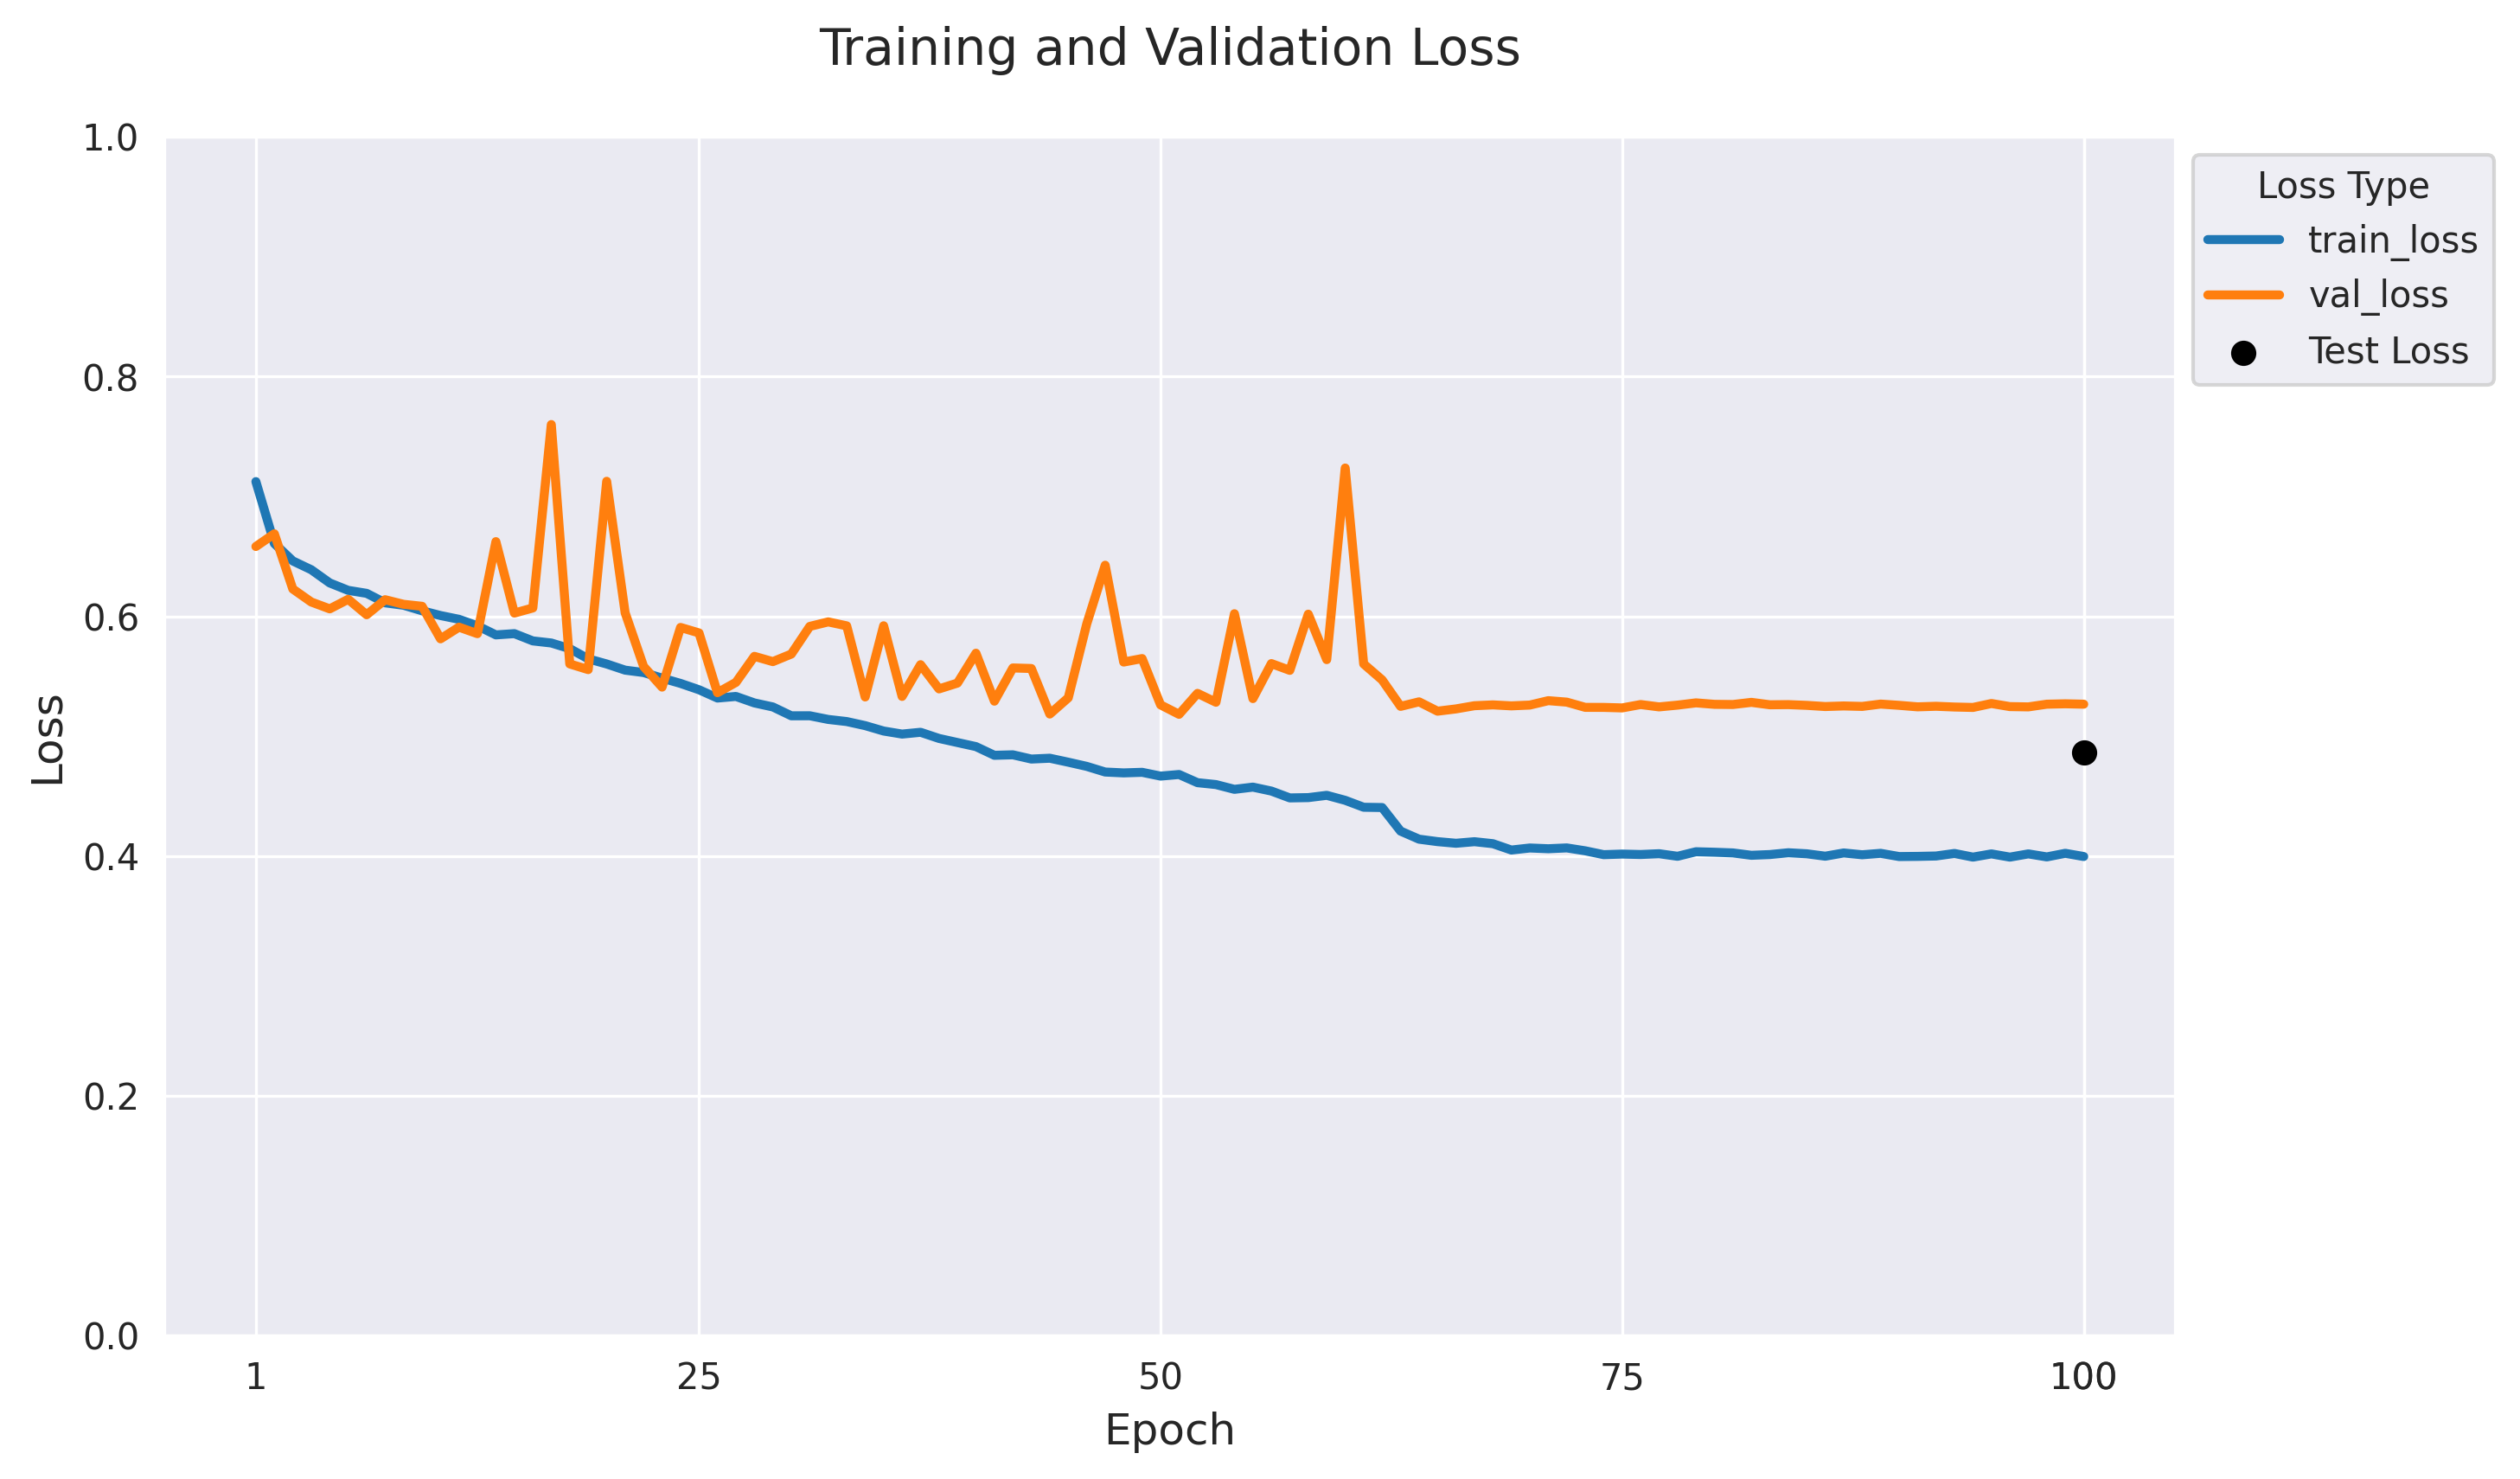 Training and Validation Loss
1.0
0.8
0.6
0.4
0.2
0.0
Loss
1 25 50 75 100
Epoch
Loss Type
train_loss
val_loss
Test Loss